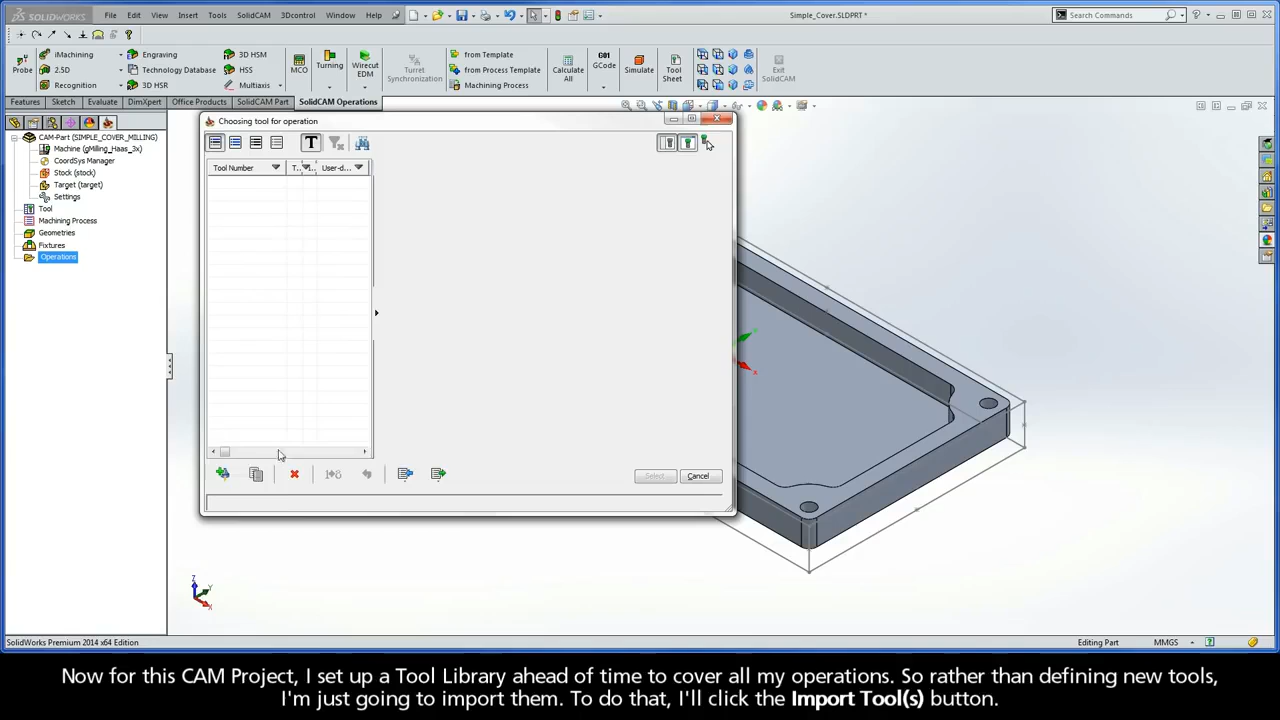 SOLIDWORKS File Edit View Insert Tools SolidCAM 3Dcontrol Window Help Simple_Cover.SLDPRT * Search Commands
Probe
iMachining
2.5D
Recognition
Engraving
Technology Database
3D HSR
3D HSM
HSS
Multiaxis
MCO
Turning
Wirecut
EDM
Turret
Synchronization
from Template
from Process Template
Machining Process
Calculate
All
G01
GCode
Simulate
Tool
Sheet
Exit
SolidCAM
Features Sketch Evaluate DimXpert Office Products SolidCAM Part SolidCAM Operations
Choosing tool for operation
CAM-Part (SIMPLE_COVER_MILLING)
Machine (gMilling_Haas_3x)
CoordSys Manager
Stock (stock)
Target (target)
Settings
Tool
Machining Process
Geometries
Fixtures
Operations
T
Tool Number T... User-d...
Select Cancel
Z
Y
X
X
SolidWorks Premium 2014 x64 Edition Editing Part MMGS
Now for this CAM Project, I set up a Tool Library ahead of time to cover all my operations. So rather than defining new tools,
I'm just going to import them. To do that, I'll click the Import Tool(s) button.